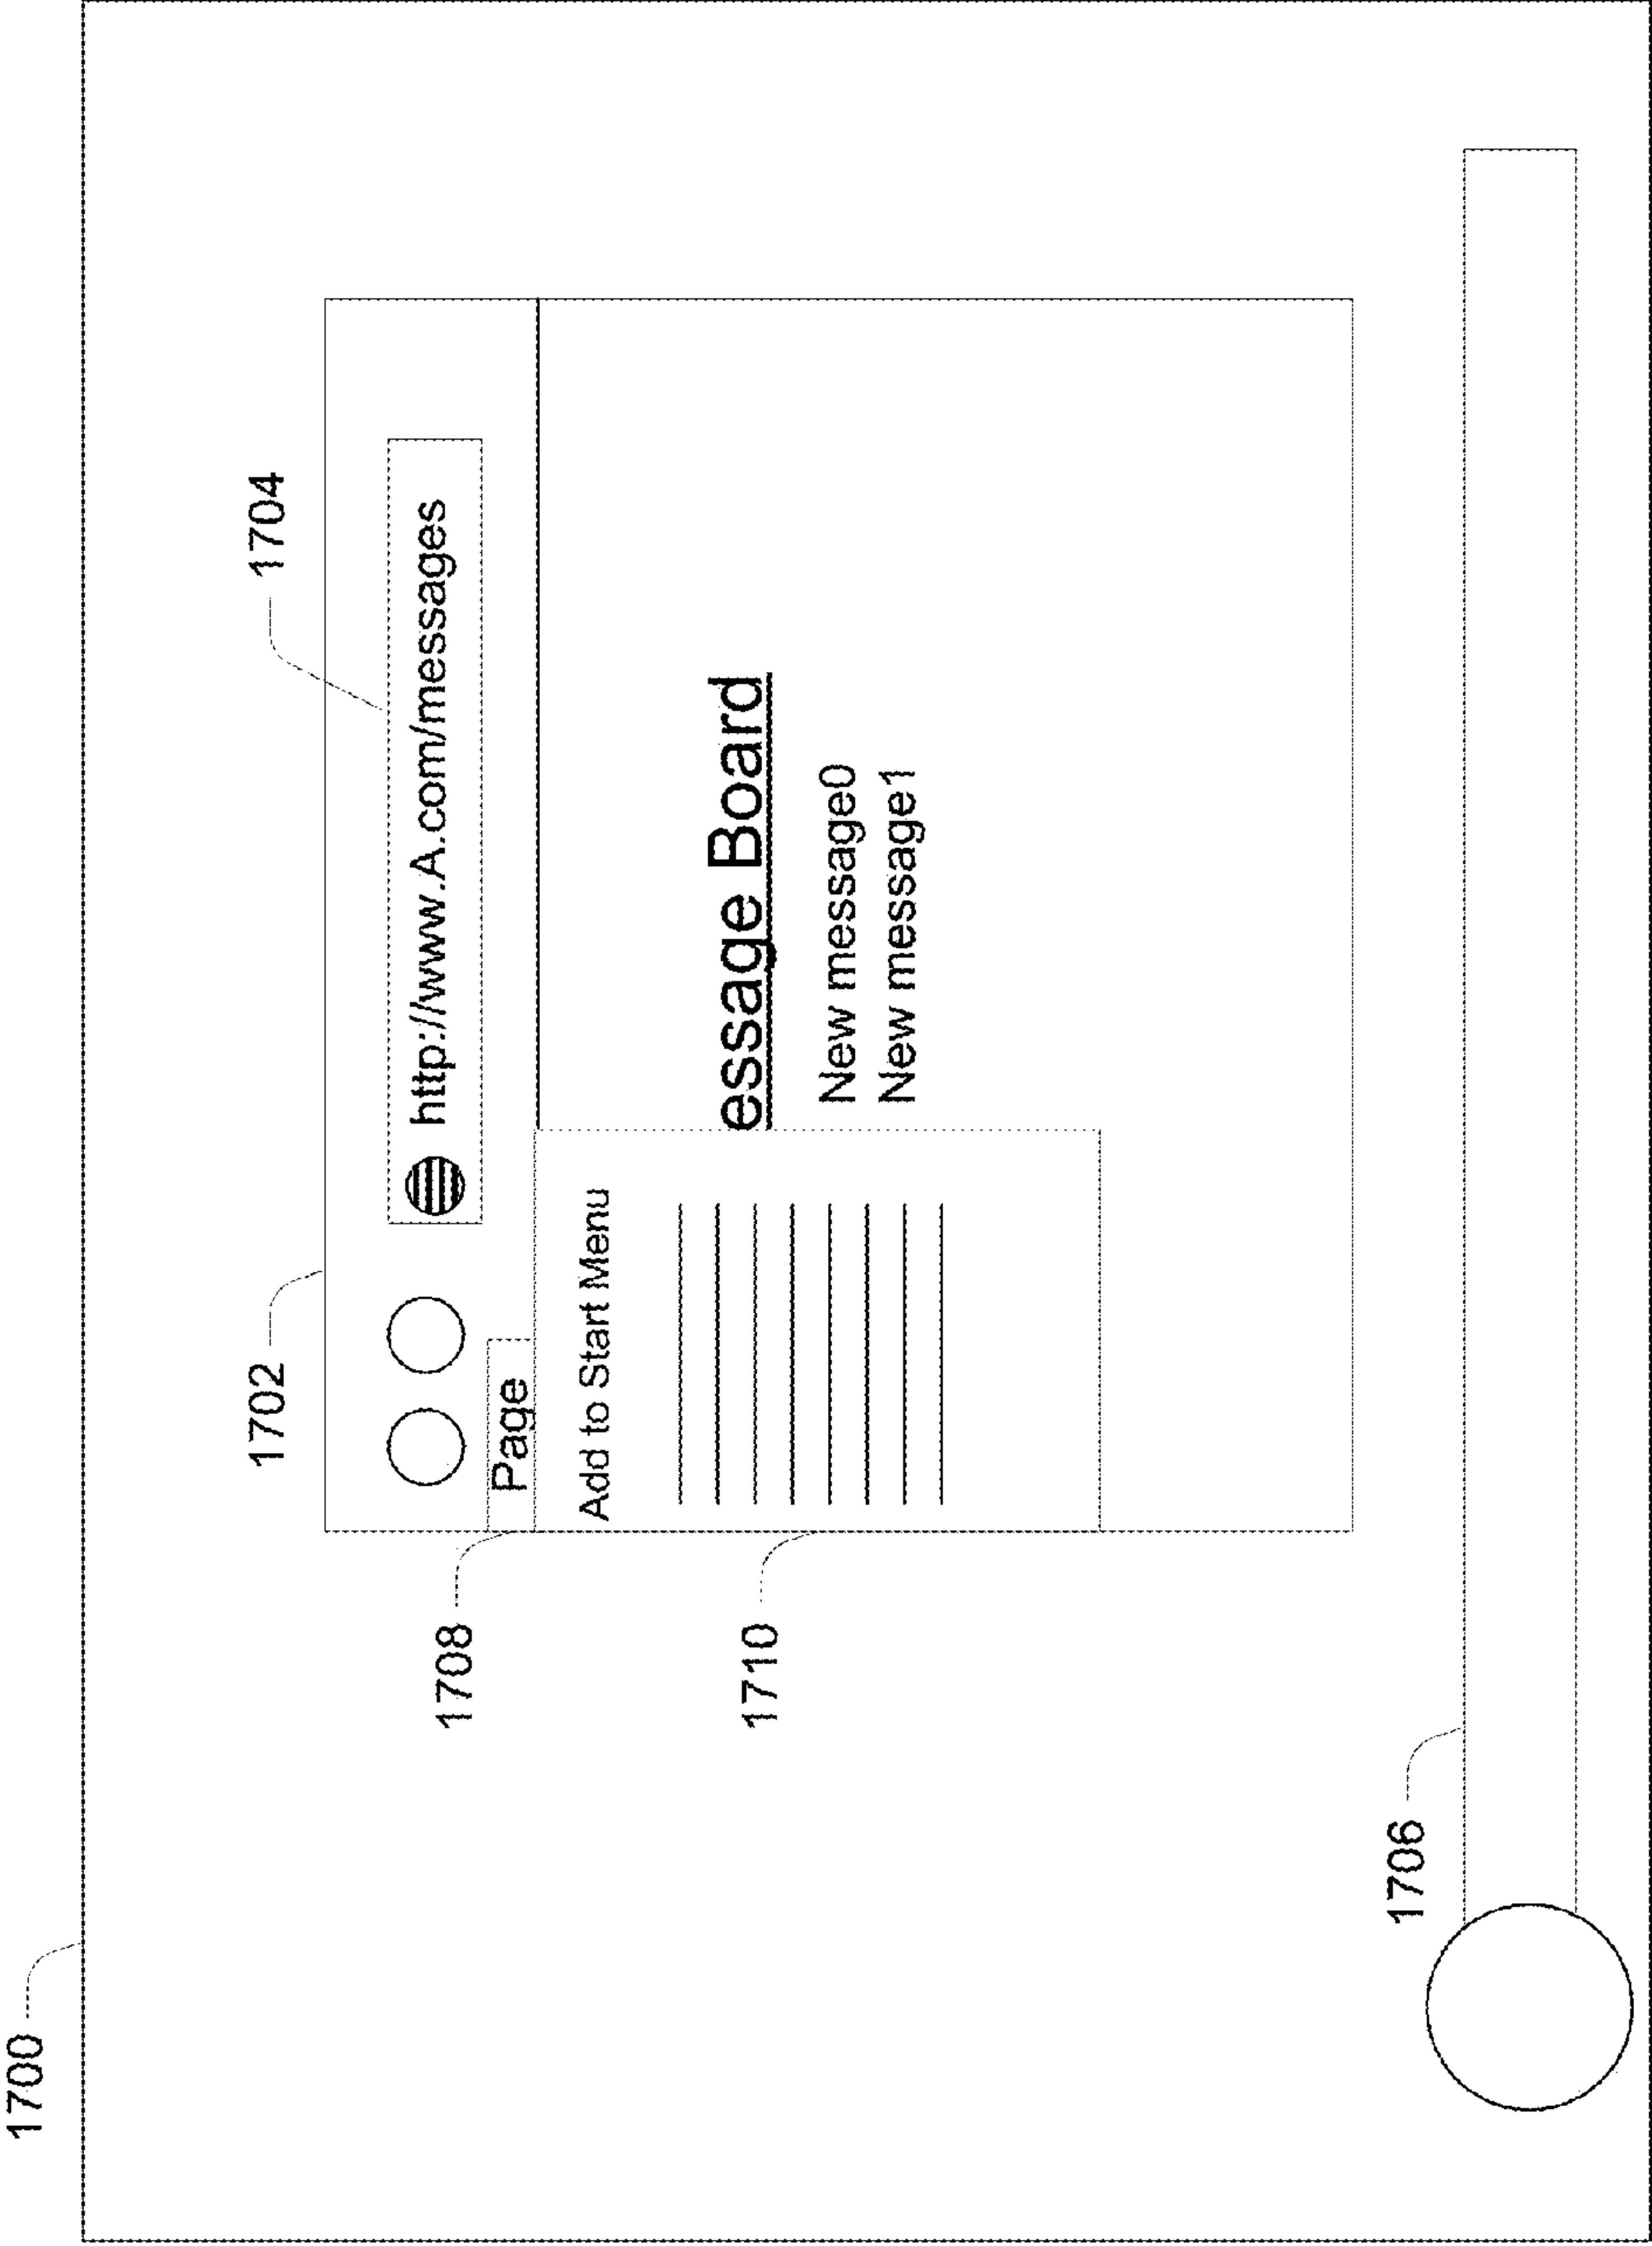 1700
1702
1704
http://www.A.com/messages
1708
Page
Add to Start Menu
1710
essage Board
New message0
New message1
1706